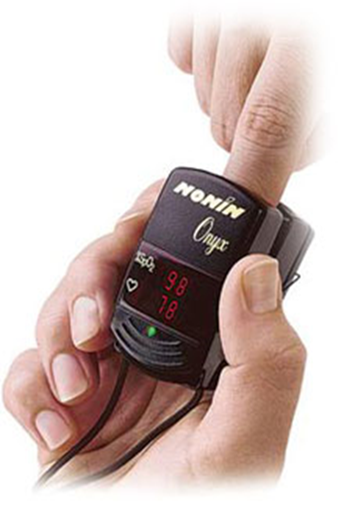 NONIN
Onyx
%SpO₂ 98
78